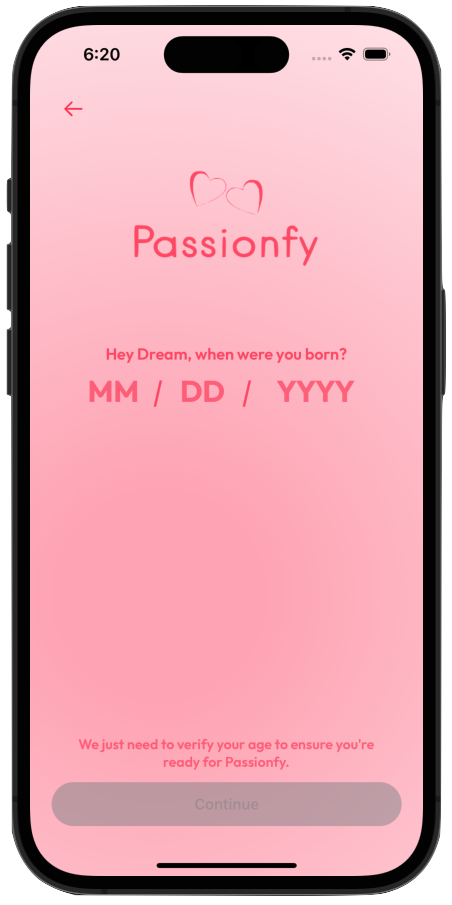 6:20
Passionfy
Hey Dream, when were you born?
MM / DD / YYYY
We just need to verify your age to ensure you're
ready for Passionfy.
Continue